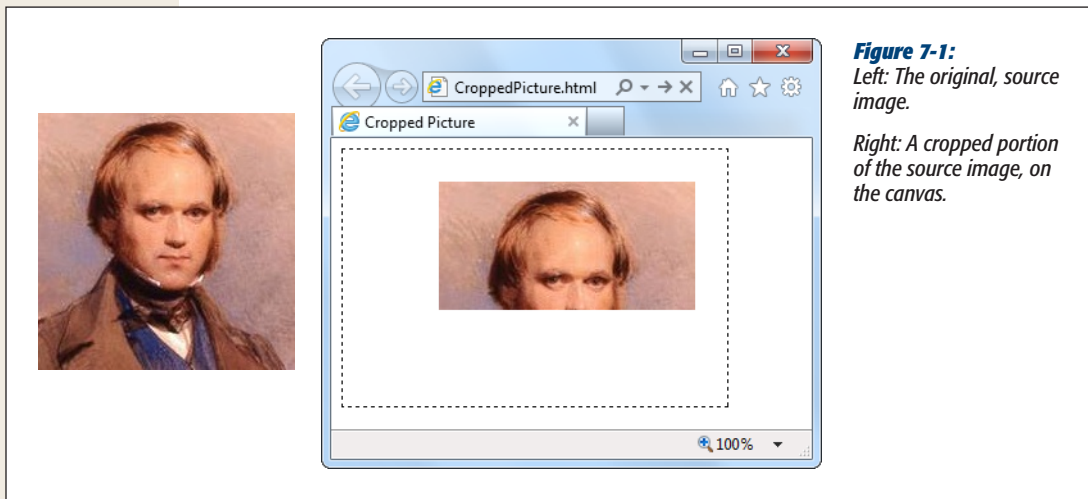 CroppedPicture.html
Cropped Picture
100%
Figure 7-1:
Left: The original, source
image.
Right: A cropped portion
of the source image, on
the canvas.